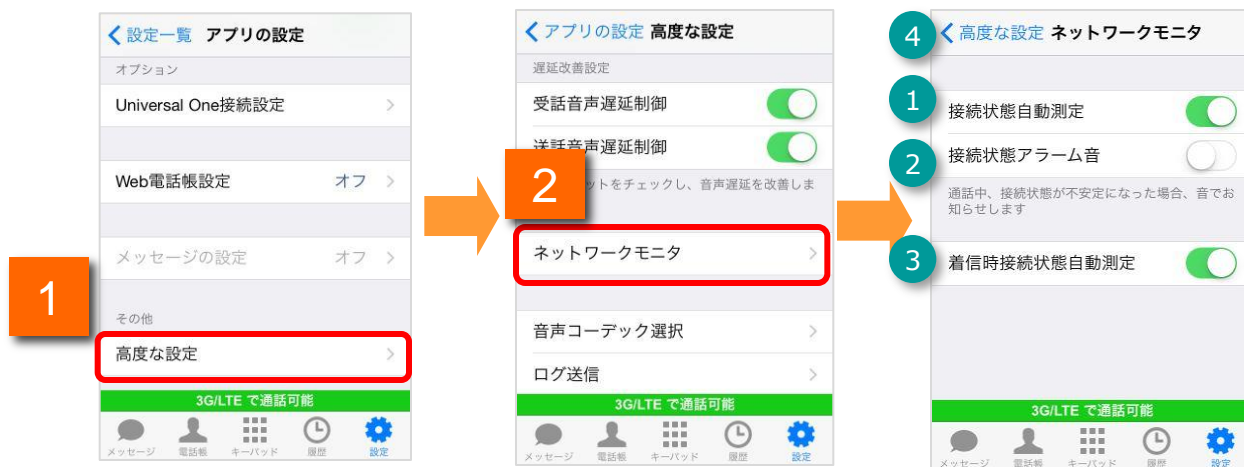 設定一覧 アプリの設定
オプション
Universal One接続設定
Web電話帳設定 オフ
メッセージの設定 オフ
1
その他
高度な設定
3G/LTE で通話可能
メッセージ 電話帳 キーパッド 履歴 設定
アプリの設定 高度な設定
遅延改善設定
受話音声遅延制御
送話音声遅延制御
2
ットをチェックし、音声遅延を改善しま
ネットワークモニタ
音声コーデック選択
ログ送信
3G/LTE で通話可能
メッセージ 電話帳 キーパッド 履歴 設定
4 高度な設定 ネットワークモニタ
1 接続状態自動測定
2 接続状態アラーム音
通話中、接続状態が不安定になった場合、音でお
知らせします
3 着信時接続状態自動測定
3G/LTE で通話可能
メッセージ 電話帳 キーパッド 履歴 設定